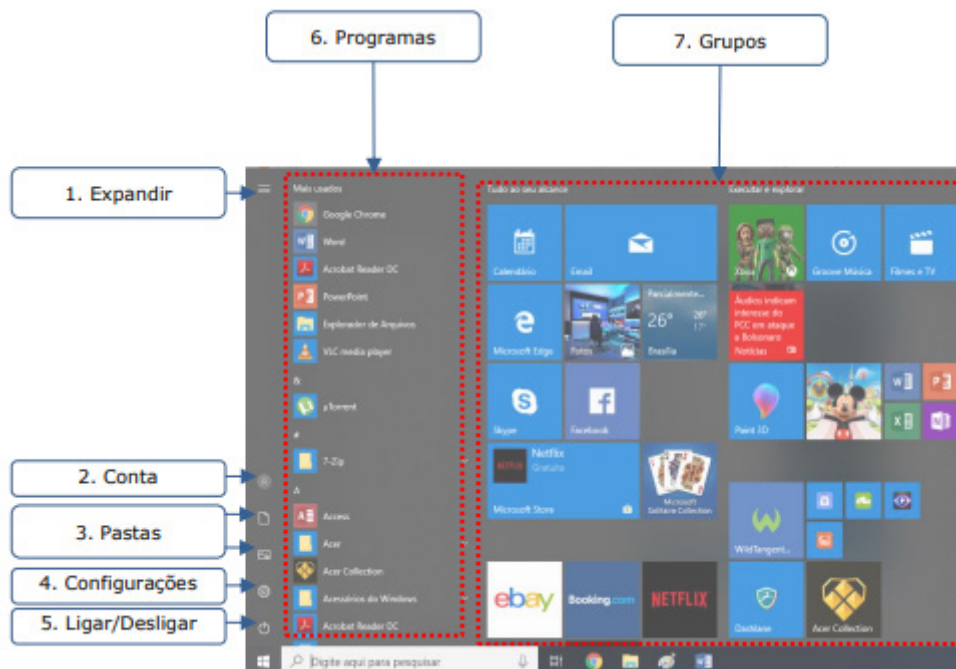 6. Programas
7. Grupos
1. Expandir
2. Conta
3. Pastas
4. Configurações
5. Ligar/Desligar
Mais usados
Google Chrome
Word
Acrobat Reader DC
PowerPoint
Explorador de Arquivos
VLC media player
&
µTorrent
#
7-Zip
A
Access
Acer
Acer Collection
Acessórios do Windows
Acrobat Reader DC
Tudo ao seu alcance
Calendário
Email
Microsoft Edge
Fotos
Parcialmente...
26°
28°
17°
Brasília
Skype
Facebook
NETFLIX
Netflix
Gratuito
Microsoft Store
Microsoft
Solitaire Collection
ebay
Booking.com
NETFLIX
Executar e explorar
Xbox
Groove Música
Filmes e TV
Áudios indicam
interesse do
PCC em ataque
a Bolsonaro
Notícias
Paint 3D
WildTangent...
Dashlane
Acer Collection
Digite aqui para pesquisar